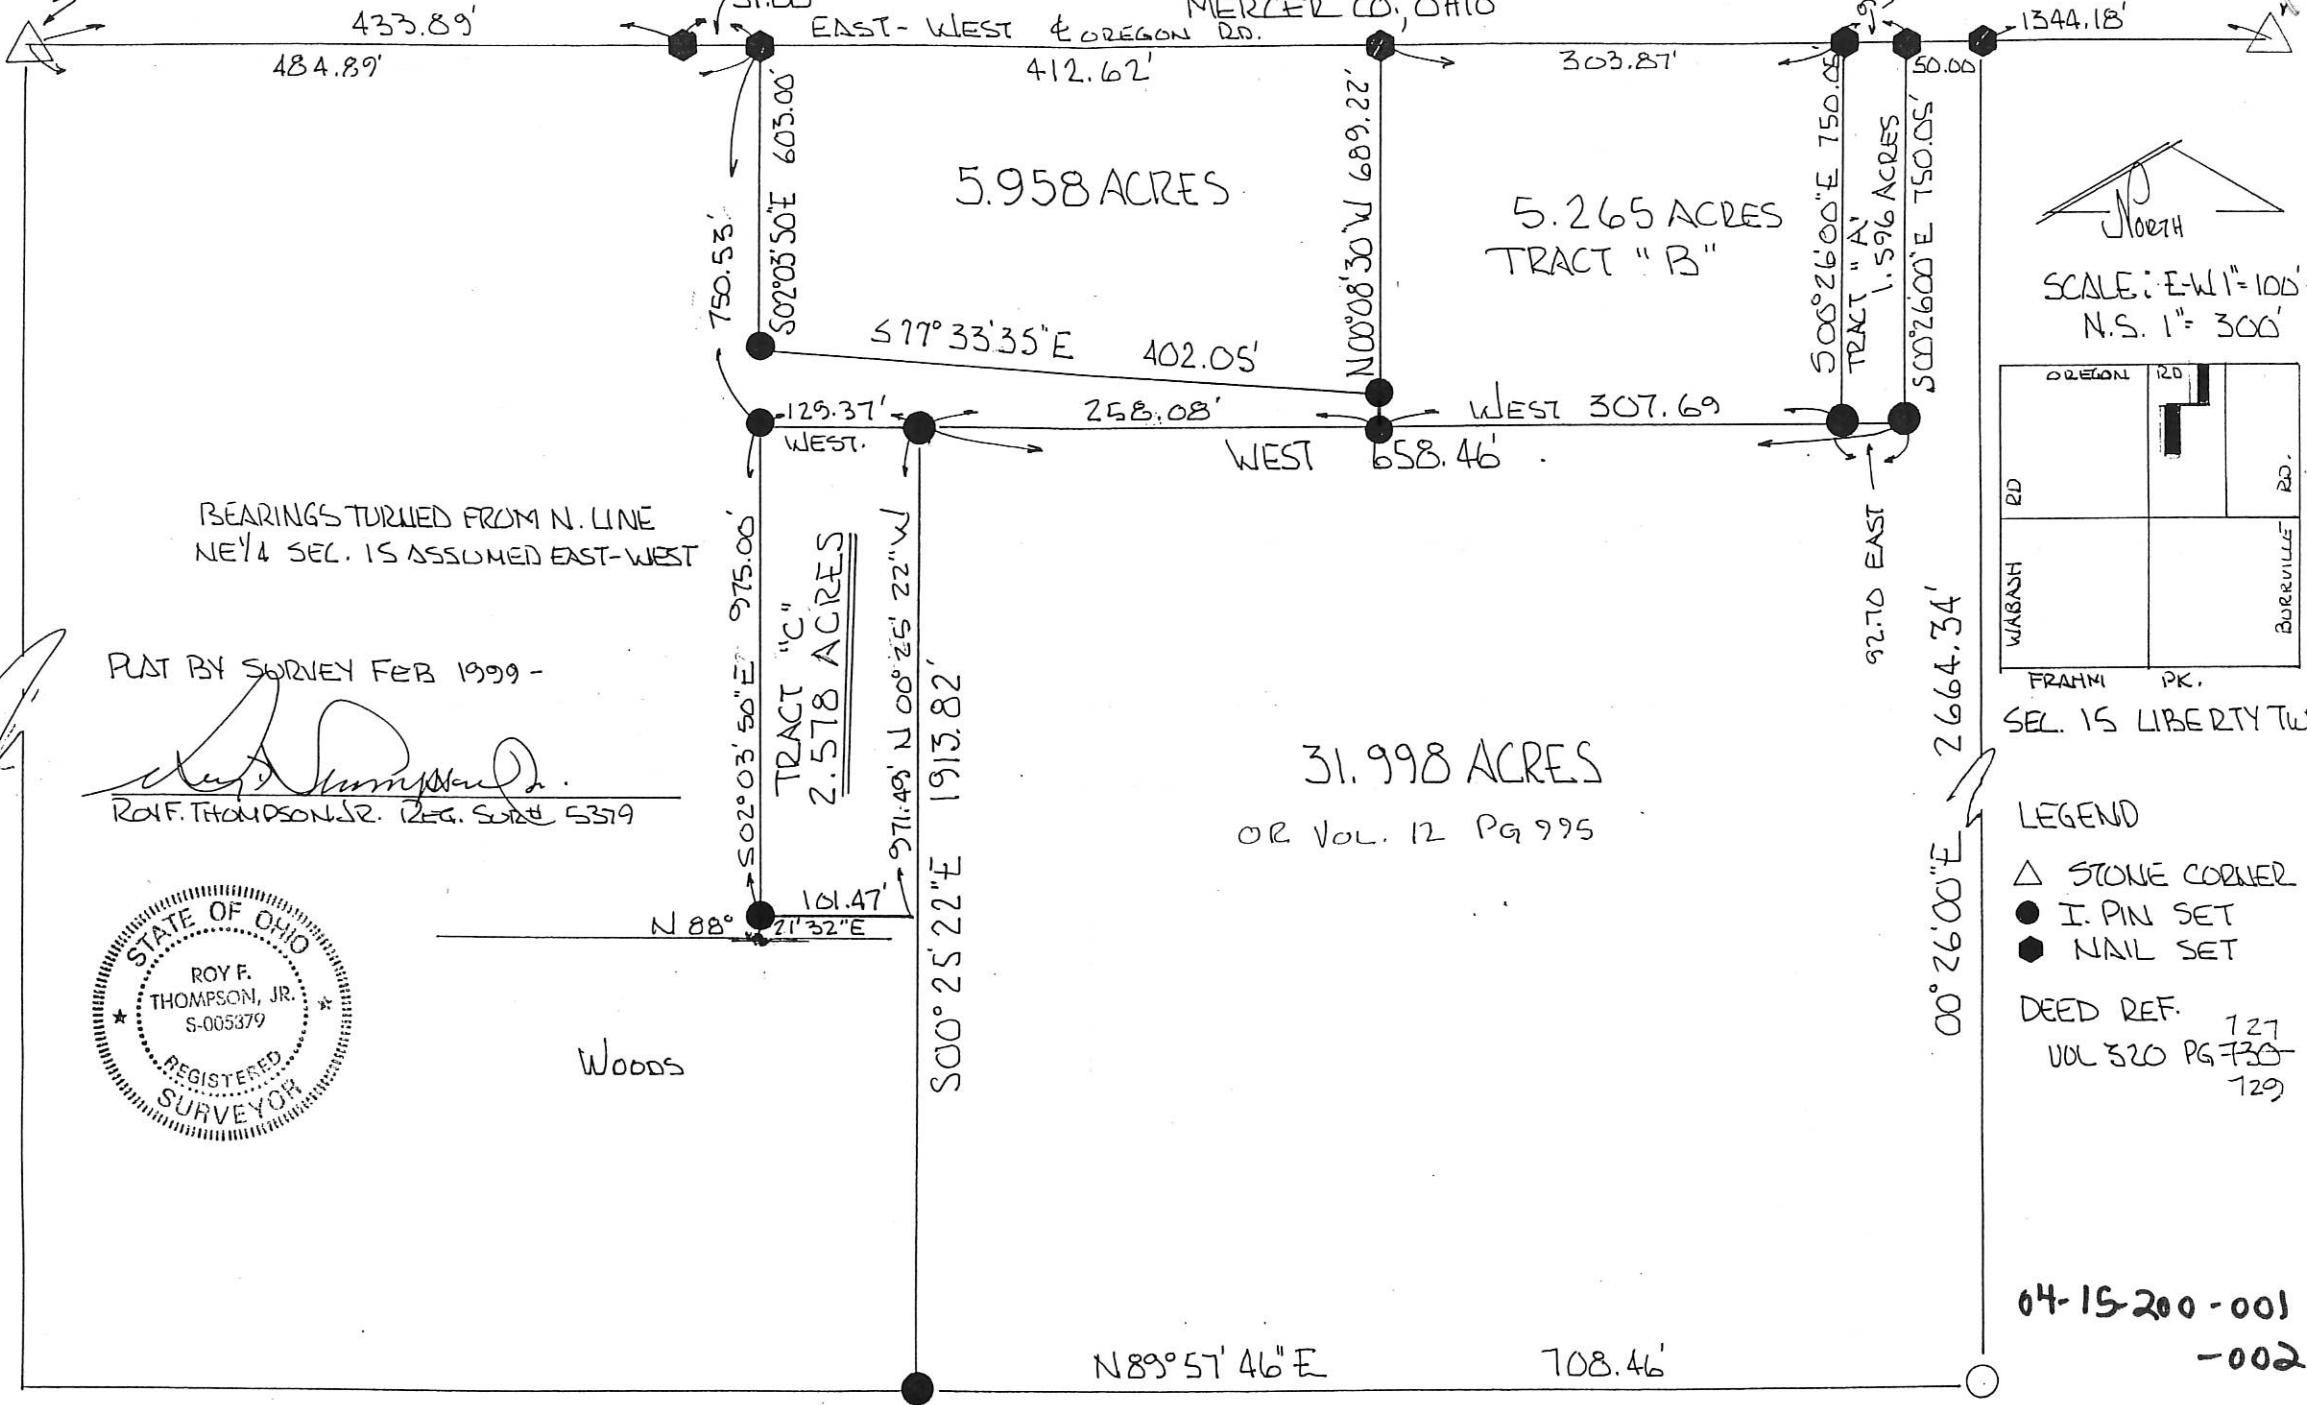 MERCER CO., OHIO
433.89'
51.00
EAST- WEST ₵ OREGON RD.
1344.18'
484.89'
412.62'
303.87'
50.00
750.53'
S02°03'50"E 603.00'
5.958 ACRES
N00°08'30"W 689.22'
5.265 ACRES
TRACT "B"
S00°26'00"E 750.05
TRACT "A"
1.596 ACRES
S00°26'00"E 750.05'
NORTH
SCALE: E-W 1"=100'
N.S. 1"= 300'
S77°33'35"E 402.05'
129.37'
WEST.
258.08'
WEST 307.69
WEST 658.46'
92.70 EAST
OREGON RD
WABASH RD
BURRVILLE RD.
FRAHM PK.
SEC. 15 LIBERTY TW
BEARINGS TURNED FROM N. LINE
NE 1/4 SEC. 15 ASSUMED EAST-WEST
S02°03'50"E 975.00'
TRACT "C"
2.578 ACRES
971.49' N 00°25'22"W
S00°25'22"E 1913.82'
00°26'00"E 2664.34'
PLAT BY SURVEY FEB 1999-
ROY F. THOMPSON JR. REG. SUR# 5379
31.998 ACRES
OR VOL. 12 PG 995
101.47'
N 88° 21'32"E
STATE OF OHIO
ROY F.
THOMPSON, JR.
S-005379
REGISTERED
SURVEYOR
WOODS
LEGEND
△ STONE CORNER
● I. PIN SET
⬢ NAIL SET
DEED REF.
727
VOL 320 PG 730
729
04-15-200-001
-002
N89°57'46"E 708.46'